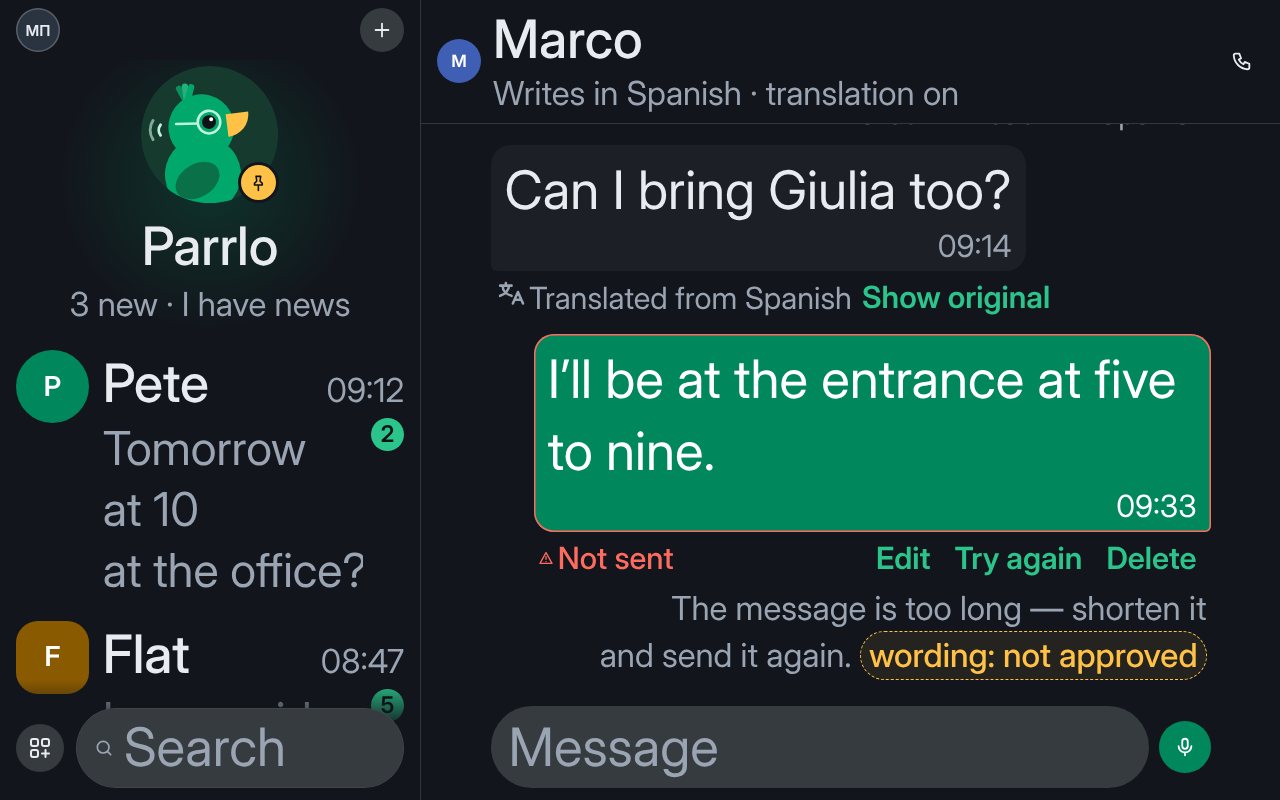 МП
Parrlo
3 new · I have news
P
Pete
09:12
Tomorrow
2
at 10
at the office?
F
Flat
08:47
5
Search
M
Marco
Writes in Spanish · translation on
Can I bring Giulia too?
09:14
Translated from Spanish Show original
I’ll be at the entrance at five
to nine.
09:33
Not sent Edit Try again Delete
The message is too long — shorten it
and send it again. wording: not approved
Message